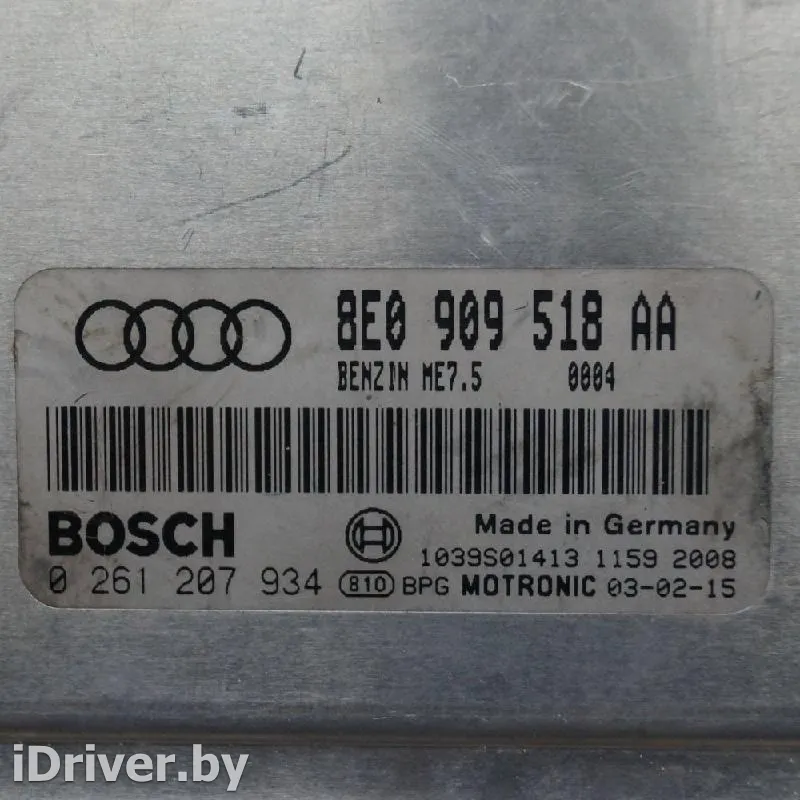 8E0 909 518 AA
BENZIN ME7.5 0004
BOSCH
Made in Germany
1039S01413 1159 2008
0 261 207 934 810 BPG MOTRONIC 03-02-15
iDriver.by